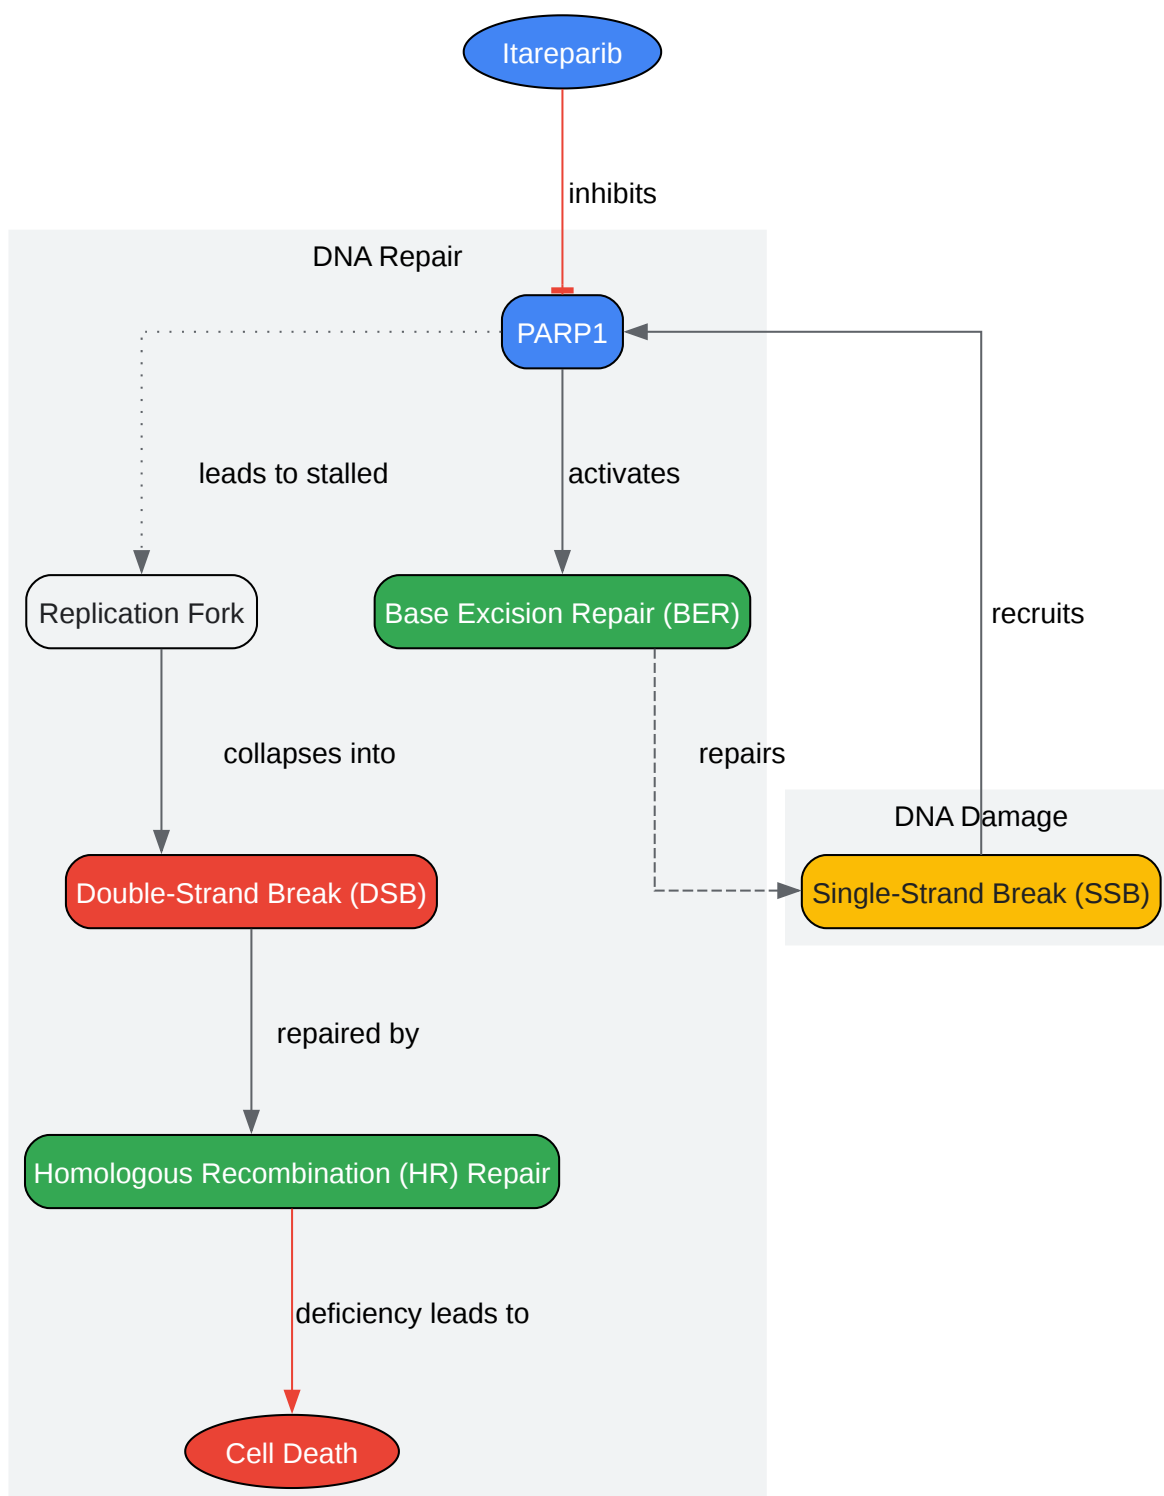 Itareparib
inhibits
DNA Repair
PARP1
leads to stalled
activates
Replication Fork
Base Excision Repair (BER)
recruits
collapses into
repairs
DNA Damage
Double-Strand Break (DSB)
Single-Strand Break (SSB)
repaired by
Homologous Recombination (HR) Repair
deficiency leads to
Cell Death